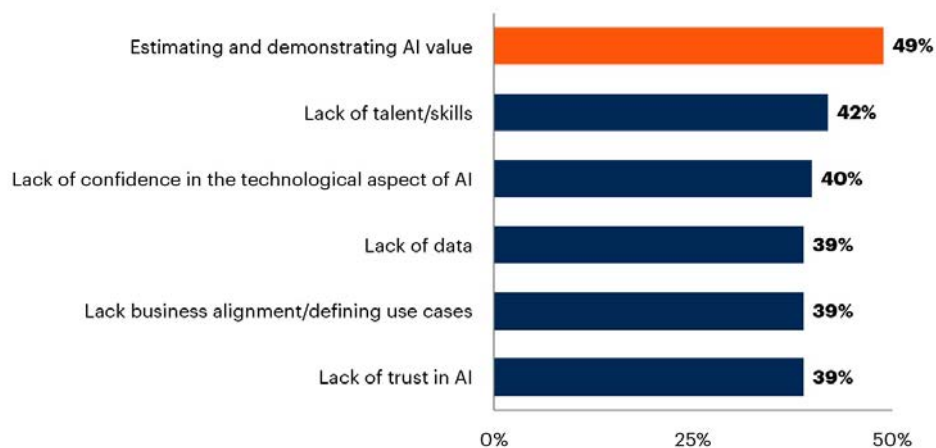 Estimating and demonstrating AI value 49%
Lack of talent/skills 42%
Lack of confidence in the technological aspect of AI 40%
Lack of data 39%
Lack business alignment/defining use cases 39%
Lack of trust in AI 39%
0% 25% 50%